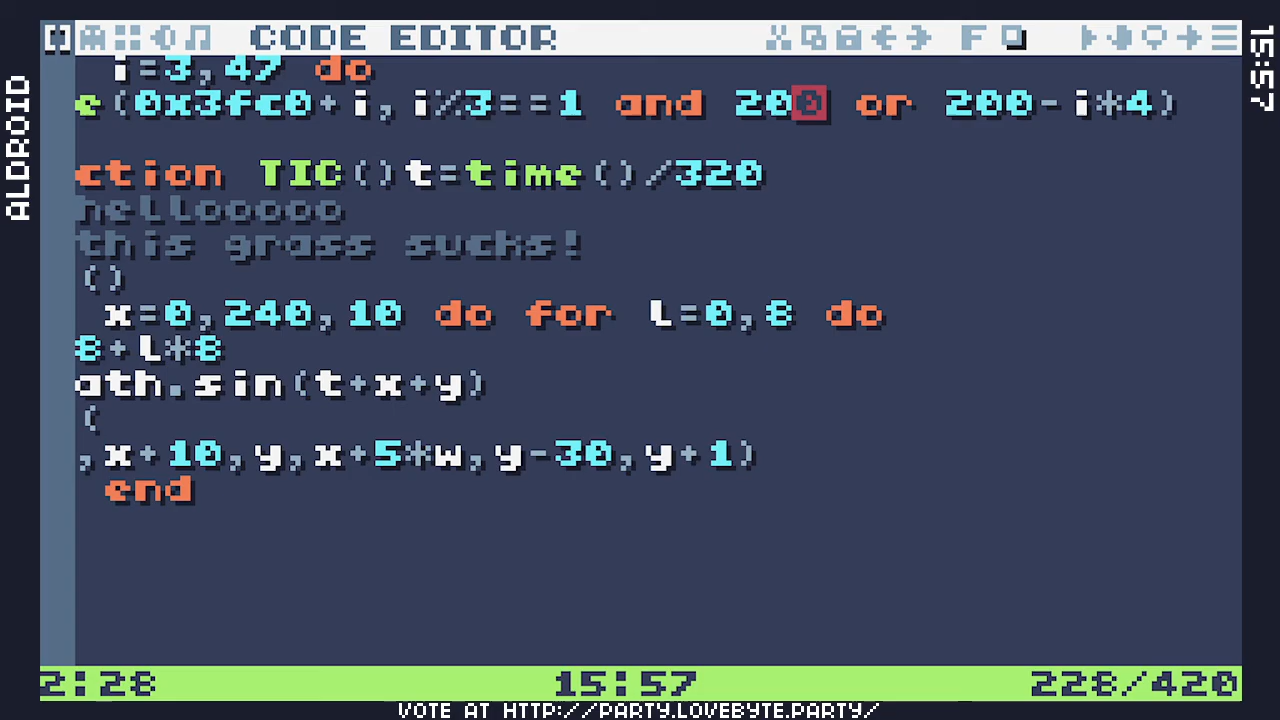 CODE EDITOR
F
i=3,47 do
e(0x3fc0+i, i%3==1 and 200 or 200-i*4)
ction TIC()t=time()/320
hellooooo
this grass sucks!
()
x=0,240,10 do for l=0,8 do
8+l*8
ath.sin(t+x+y)
(
,x+10,y,x+5*w,y-30,y+1)
end
2:28 15:57 228/420
VOTE AT HTTP://PARTY.LOVEBYTE.PARTY/
ALDROID
15:57